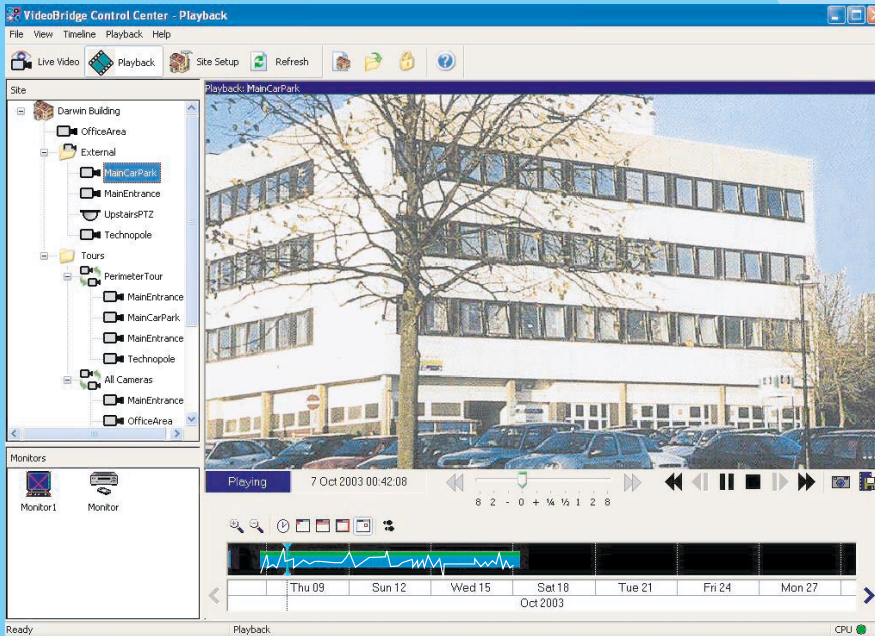 VideoBridge Control Center - Playback
File View Timeline Playback Help
Live Video Playback Site Setup Refresh
Site
Darwin Building
OfficeArea
External
MainCarPark
MainEntrance
UpstairsPTZ
Technopole
Tours
PerimeterTour
MainEntrance
MainCarPark
MainEntrance
Technopole
All Cameras
MainEntrance
OfficeArea
Monitors
Monitor1 Monitor
Playback: MainCarPark
Playing 7 Oct 2003 00:42:08
8 2 - 0 + ¼ ½ 1 2 8
Thu 09 Sun 12 Wed 15 Sat 18 Tue 21 Fri 24 Mon 27
Oct 2003
Ready Playback CPU